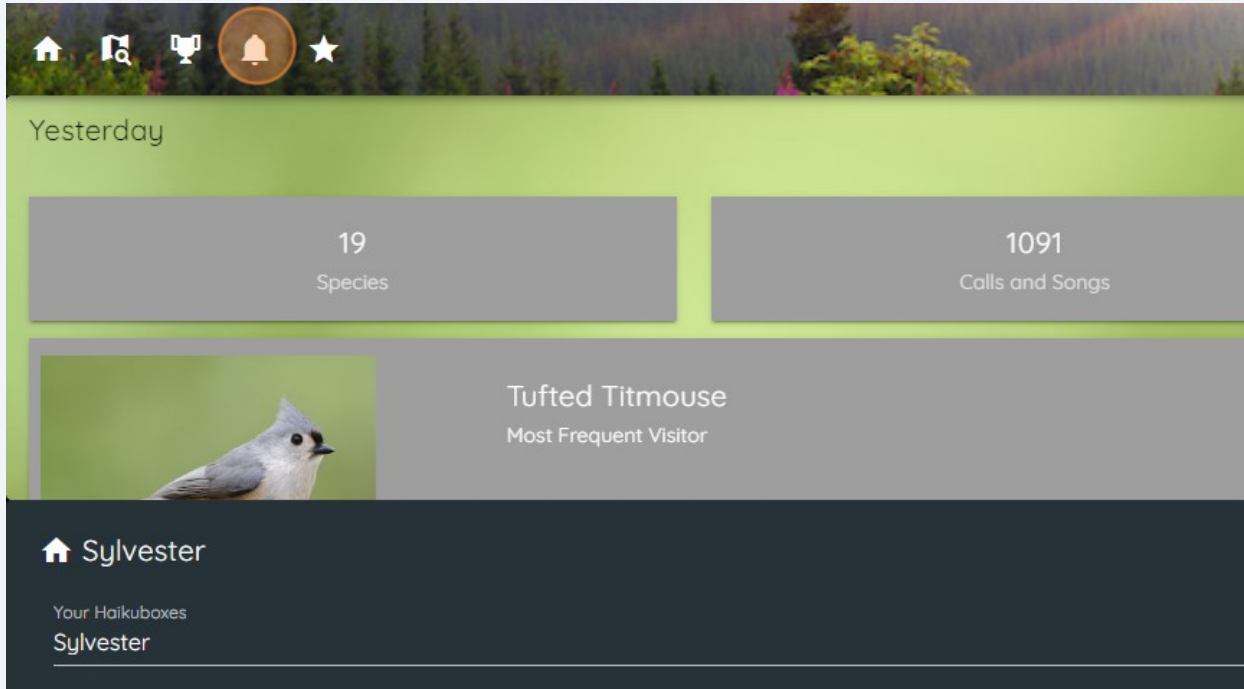 Yesterday
19
Species
1091
Calls and Songs
Tufted Titmouse
Most Frequent Visitor
Sylvester
Your Haikuboxes
Sylvester